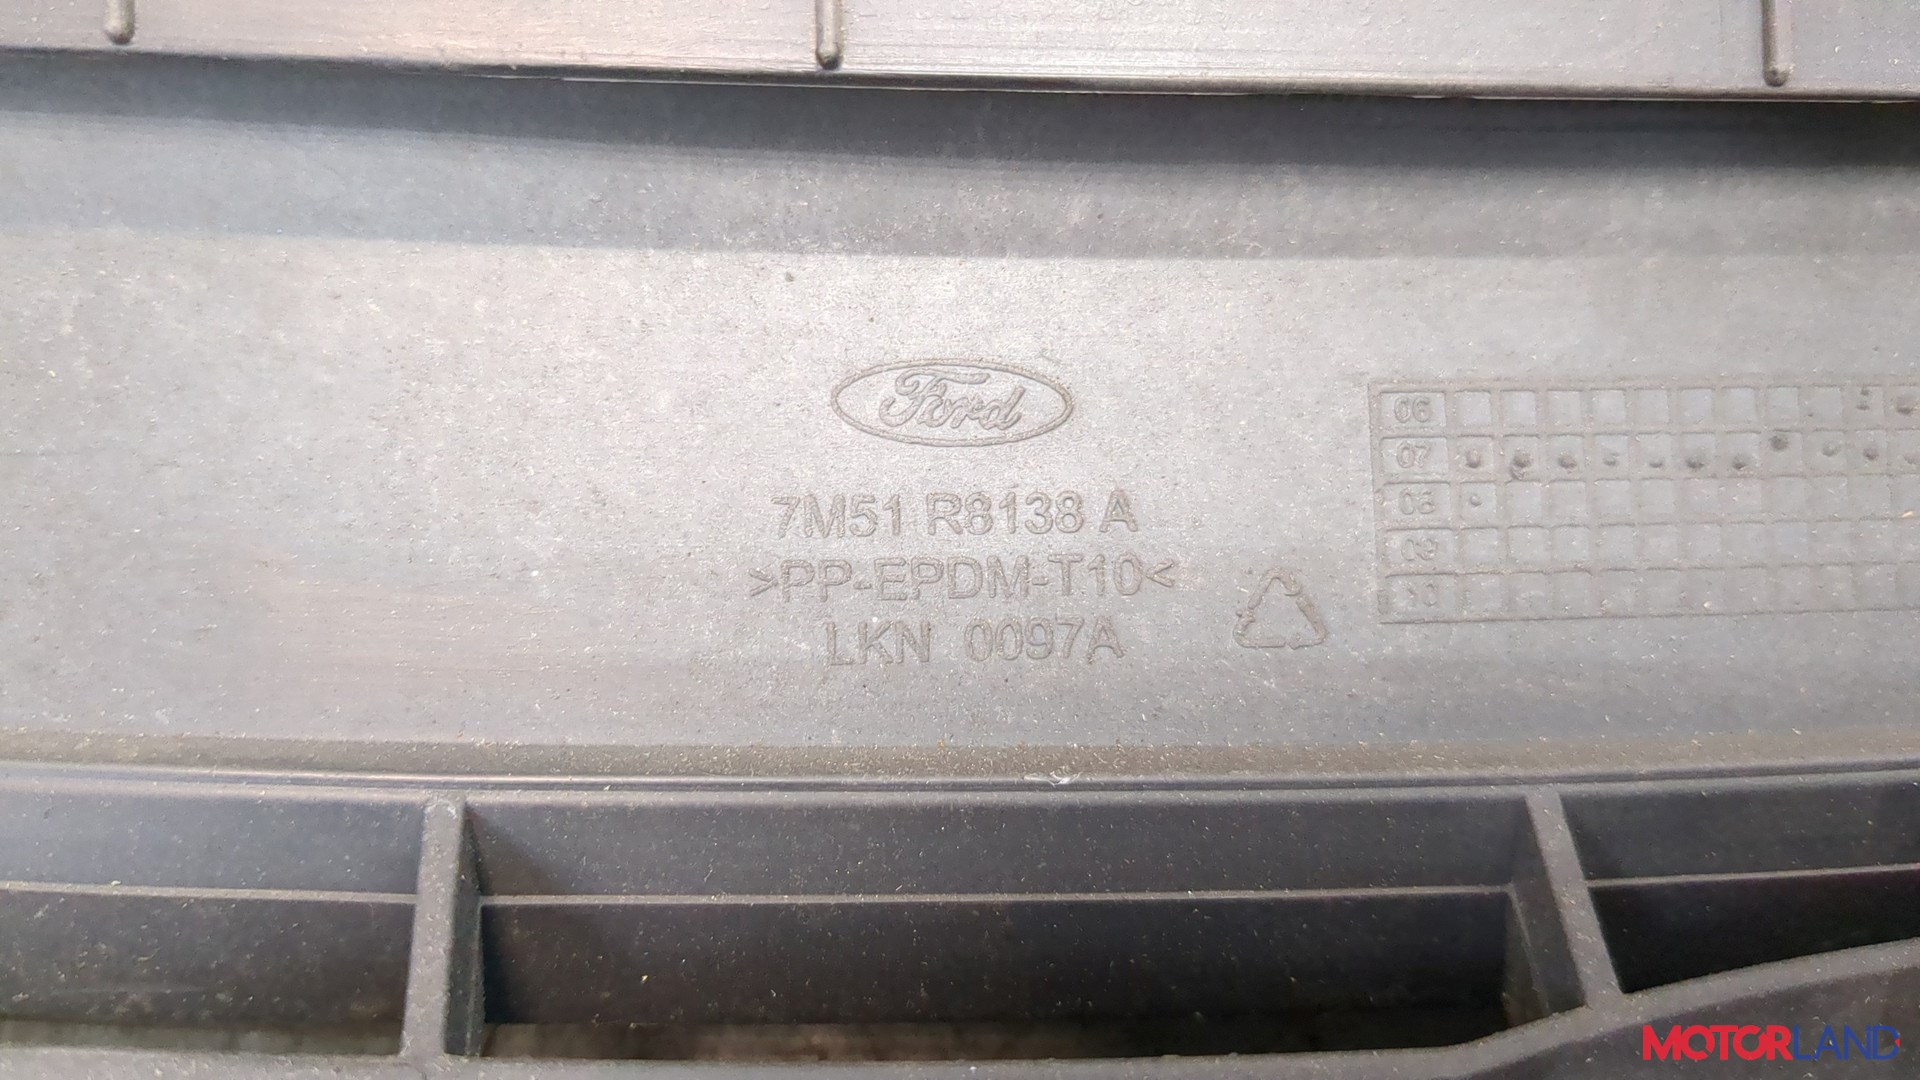 Ford
7M51 R8138 A
>PP-EPDM-T10<
LKN 0097A
06
07
08
09
10
MOTORLAND